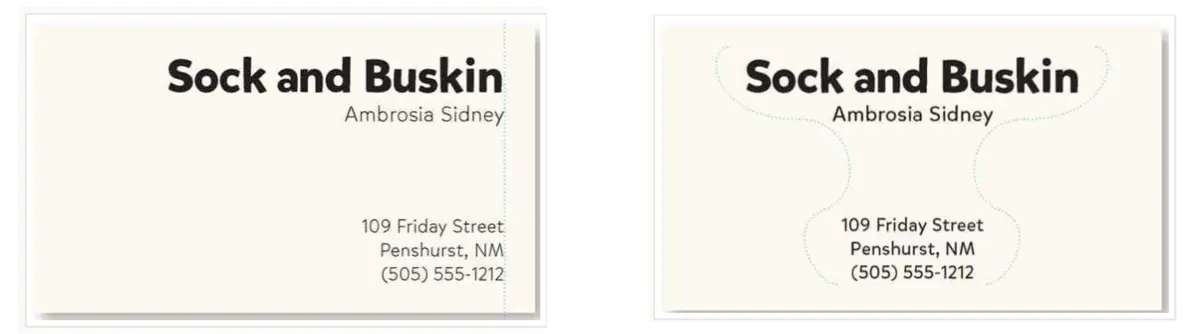 Sock and Buskin
Ambrosia Sidney
109 Friday Street
Penshurst, NM
(505) 555-1212
Sock and Buskin
Ambrosia Sidney
109 Friday Street
Penshurst, NM
(505) 555-1212